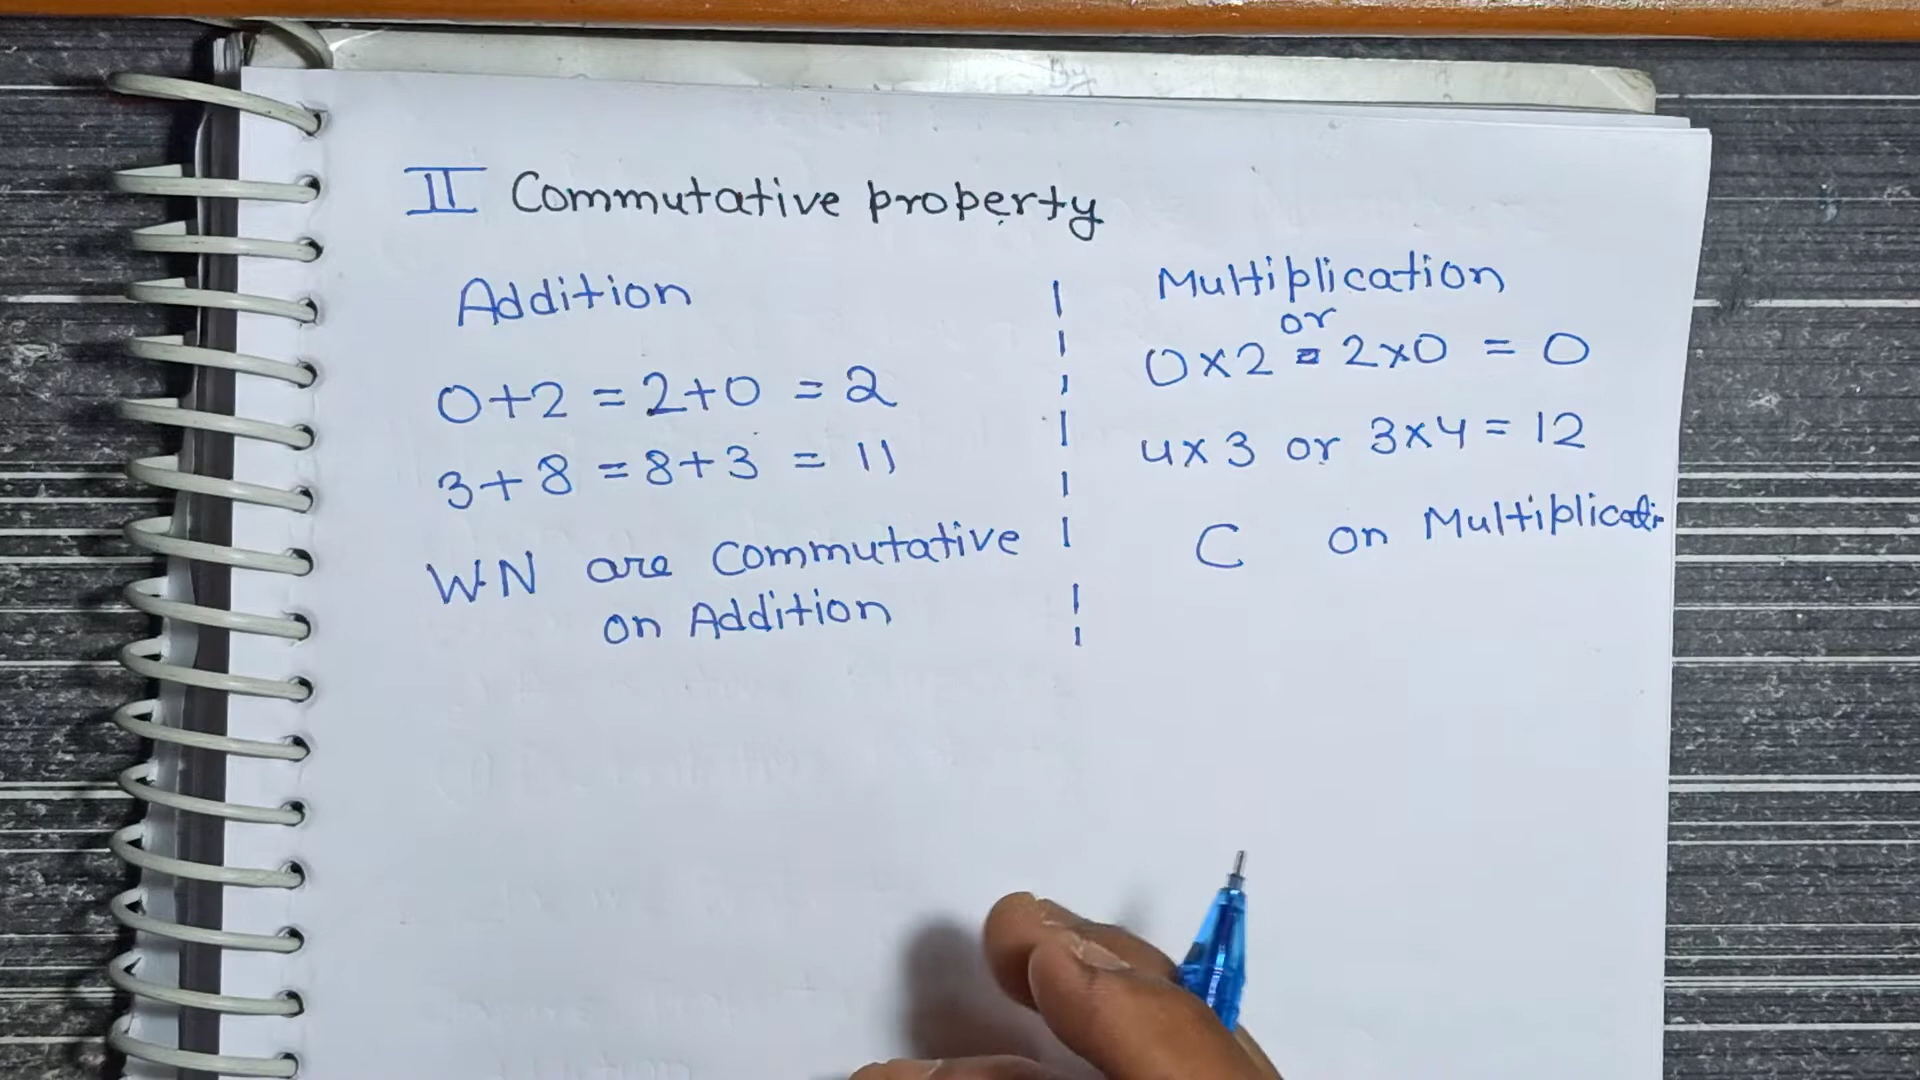 II Commutative property
Addition
0+2 = 2+0 = 2
3+8 = 8+3 = 11
W.N are commutative
on Addition
Multiplication
or
0×2 = 2×0 = 0
4×3 or 3×4 = 12
C on Multiplicati